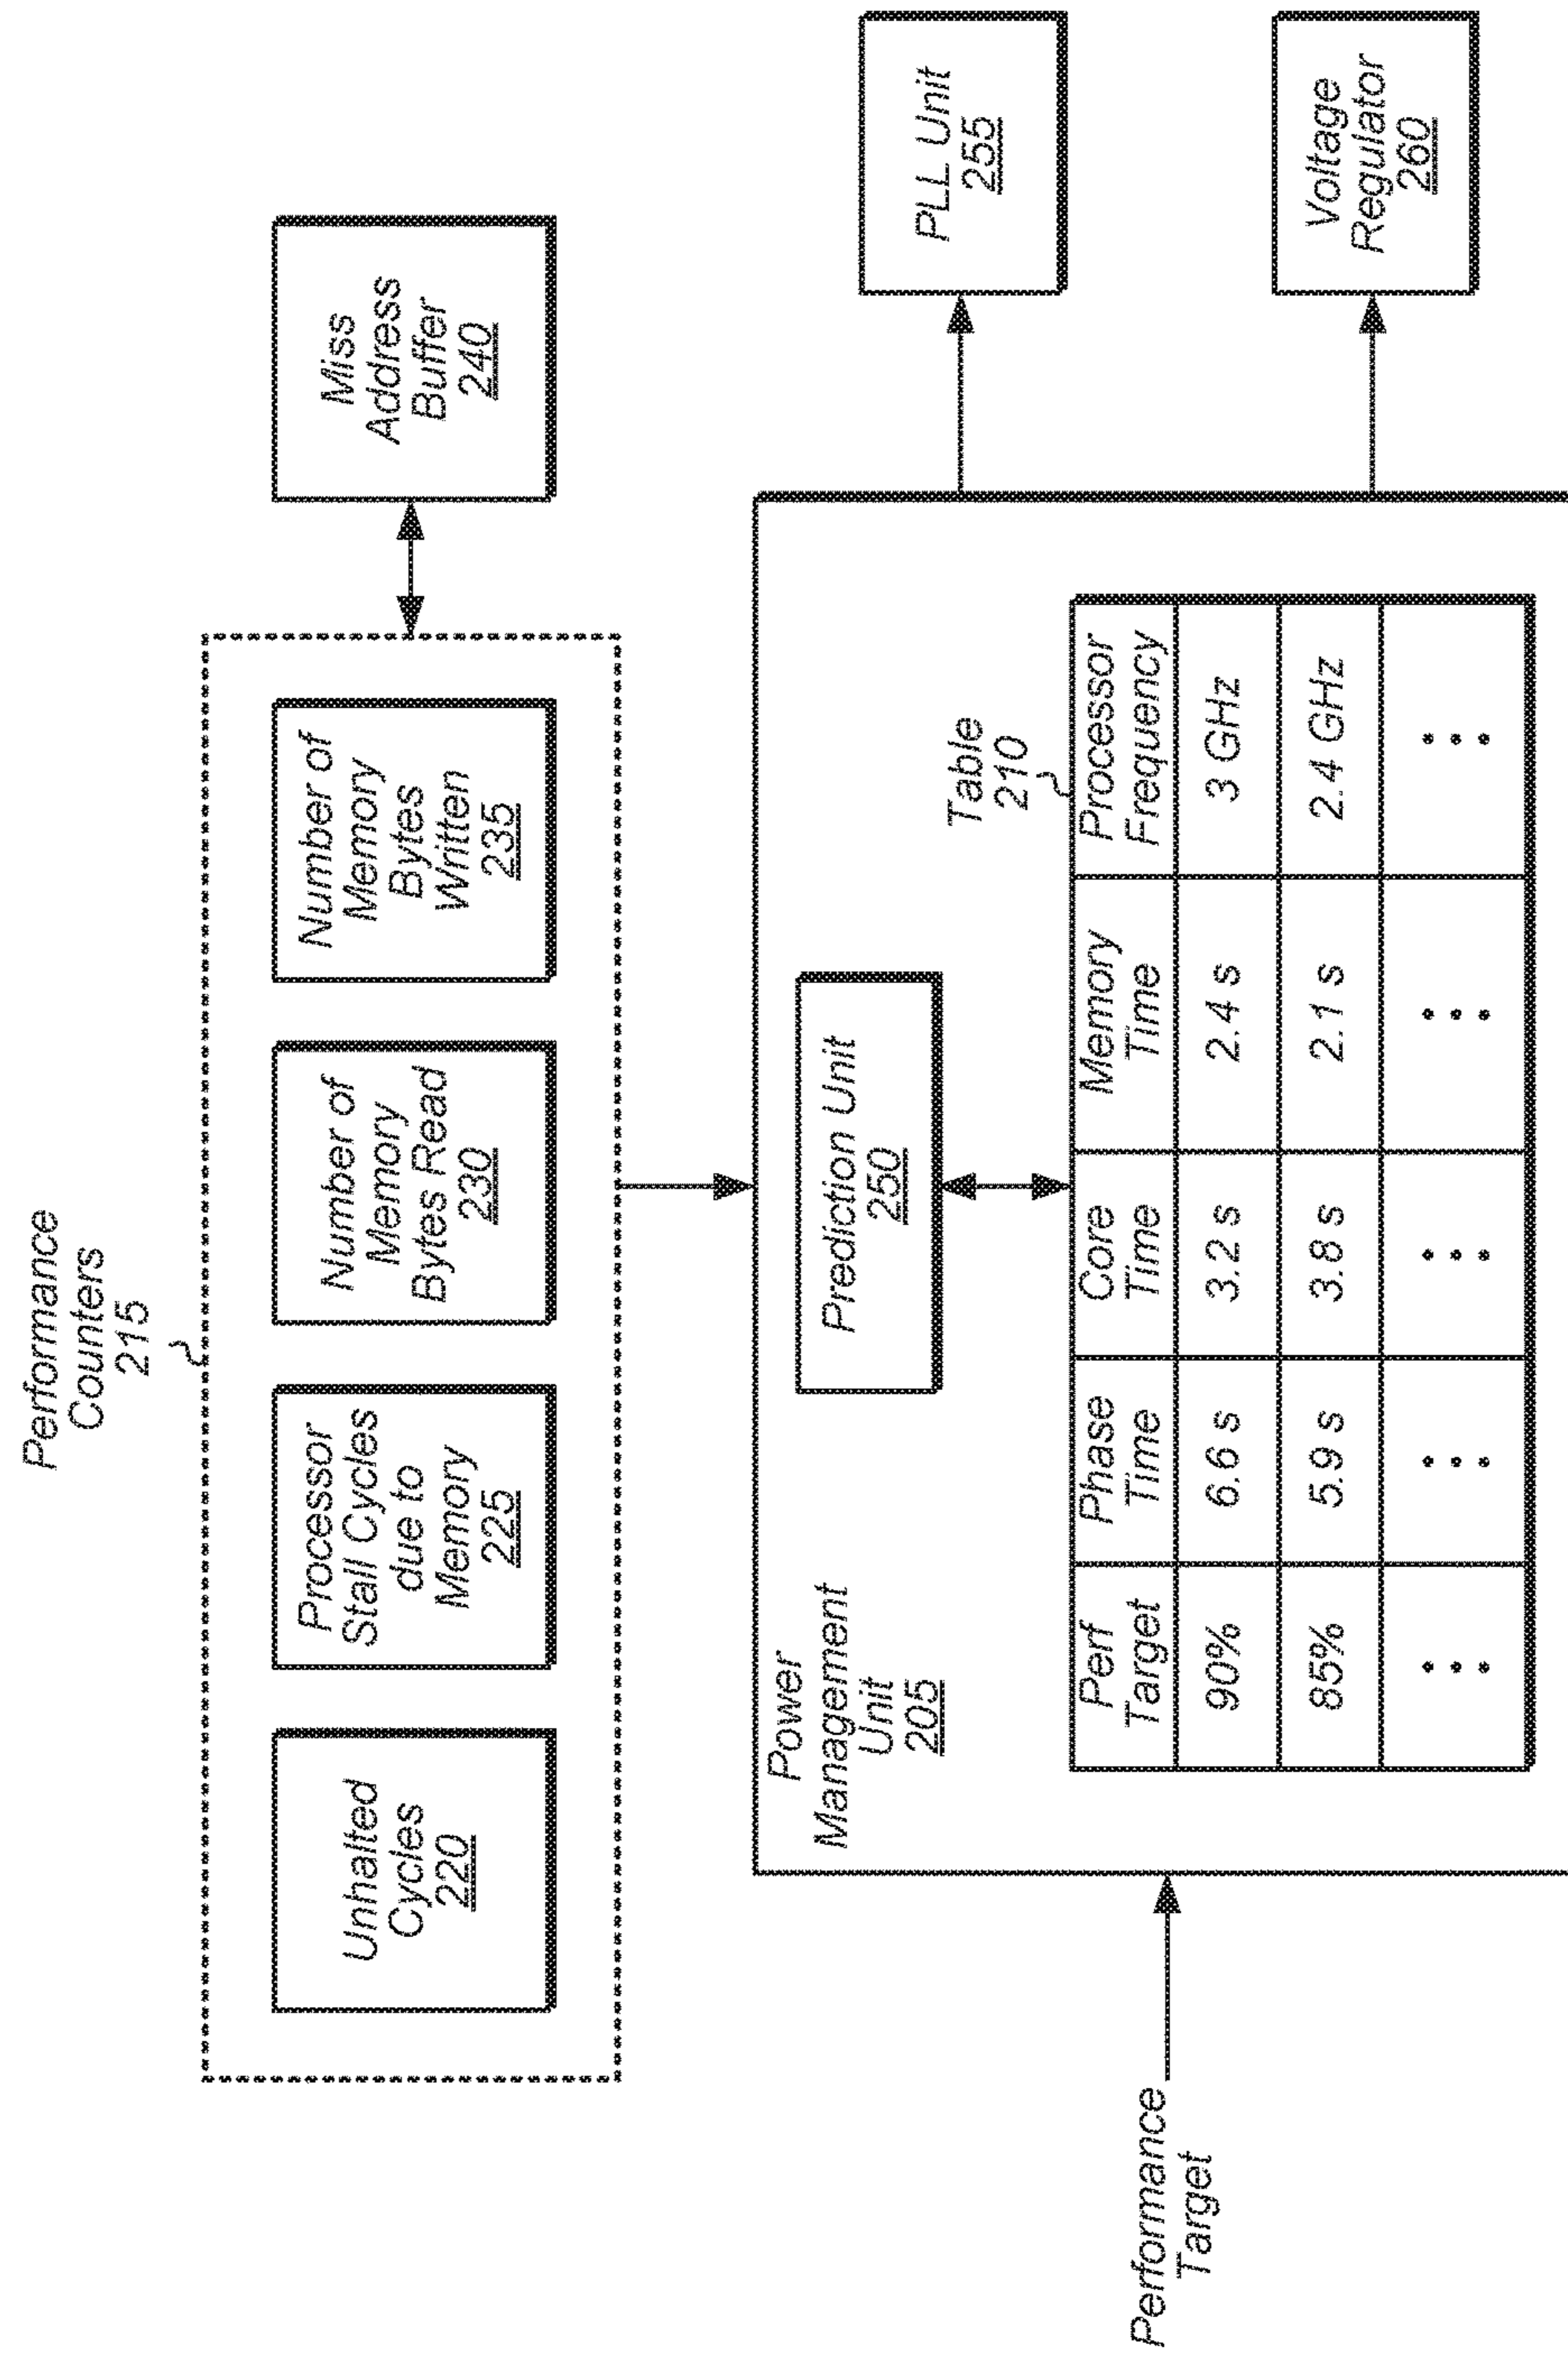 Performance
Counters
215
Unhalted
Cycles
220
Processor
Stall Cycles
due to
Memory
225
Number of
Memory
Bytes Read
230
Number of
Memory
Bytes
Written
235
Miss
Address
Buffer
240
Power
Management
Unit
205
Prediction Unit
250
Table
210
Perf
Target
Phase
Time
Core
Time
Memory
Time
Processor
Frequency
90%
6.6 s
3.2 s
2.4 s
3 GHz
85%
5.9 s
3.8 s
2.1 s
2.4 GHz
Performance
Target
PLL Unit
255
Voltage
Regulator
260